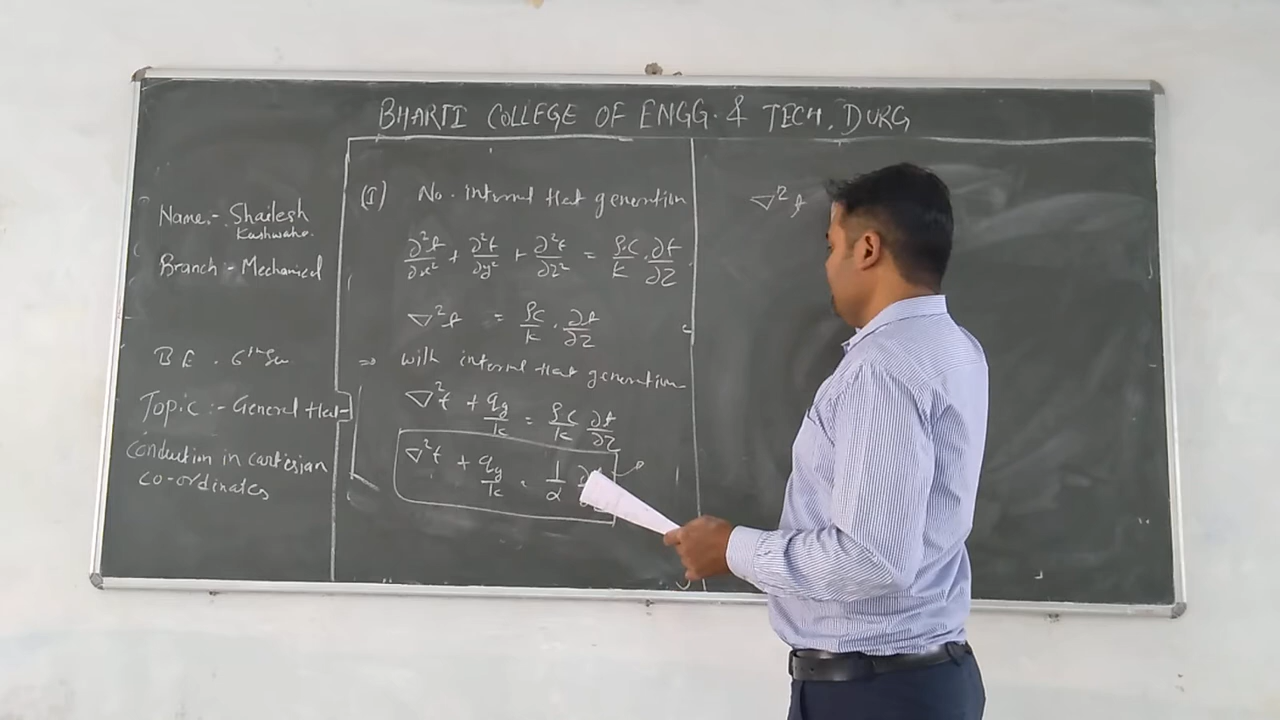 BHARTI COLLEGE OF ENGG. & TECH, DURG
Name:- Shailesh
Kashwaha.
Branch:- Mechanical
B E . 6th Sem
Topic :- General Heat
Conduction in cartesian
co-ordinates
(I) No. internal Heat generation
∂²t/∂x² + ∂²t/∂y² + ∂²t/∂z² = ρc/k . ∂t/∂τ
∇²t = ρc/k . ∂t/∂τ
⇒ with internal Heat generation
∇²t + qg/k = ρc/k ∂t/∂τ
∇²t + qg/k = 1/α ∂
∇²t